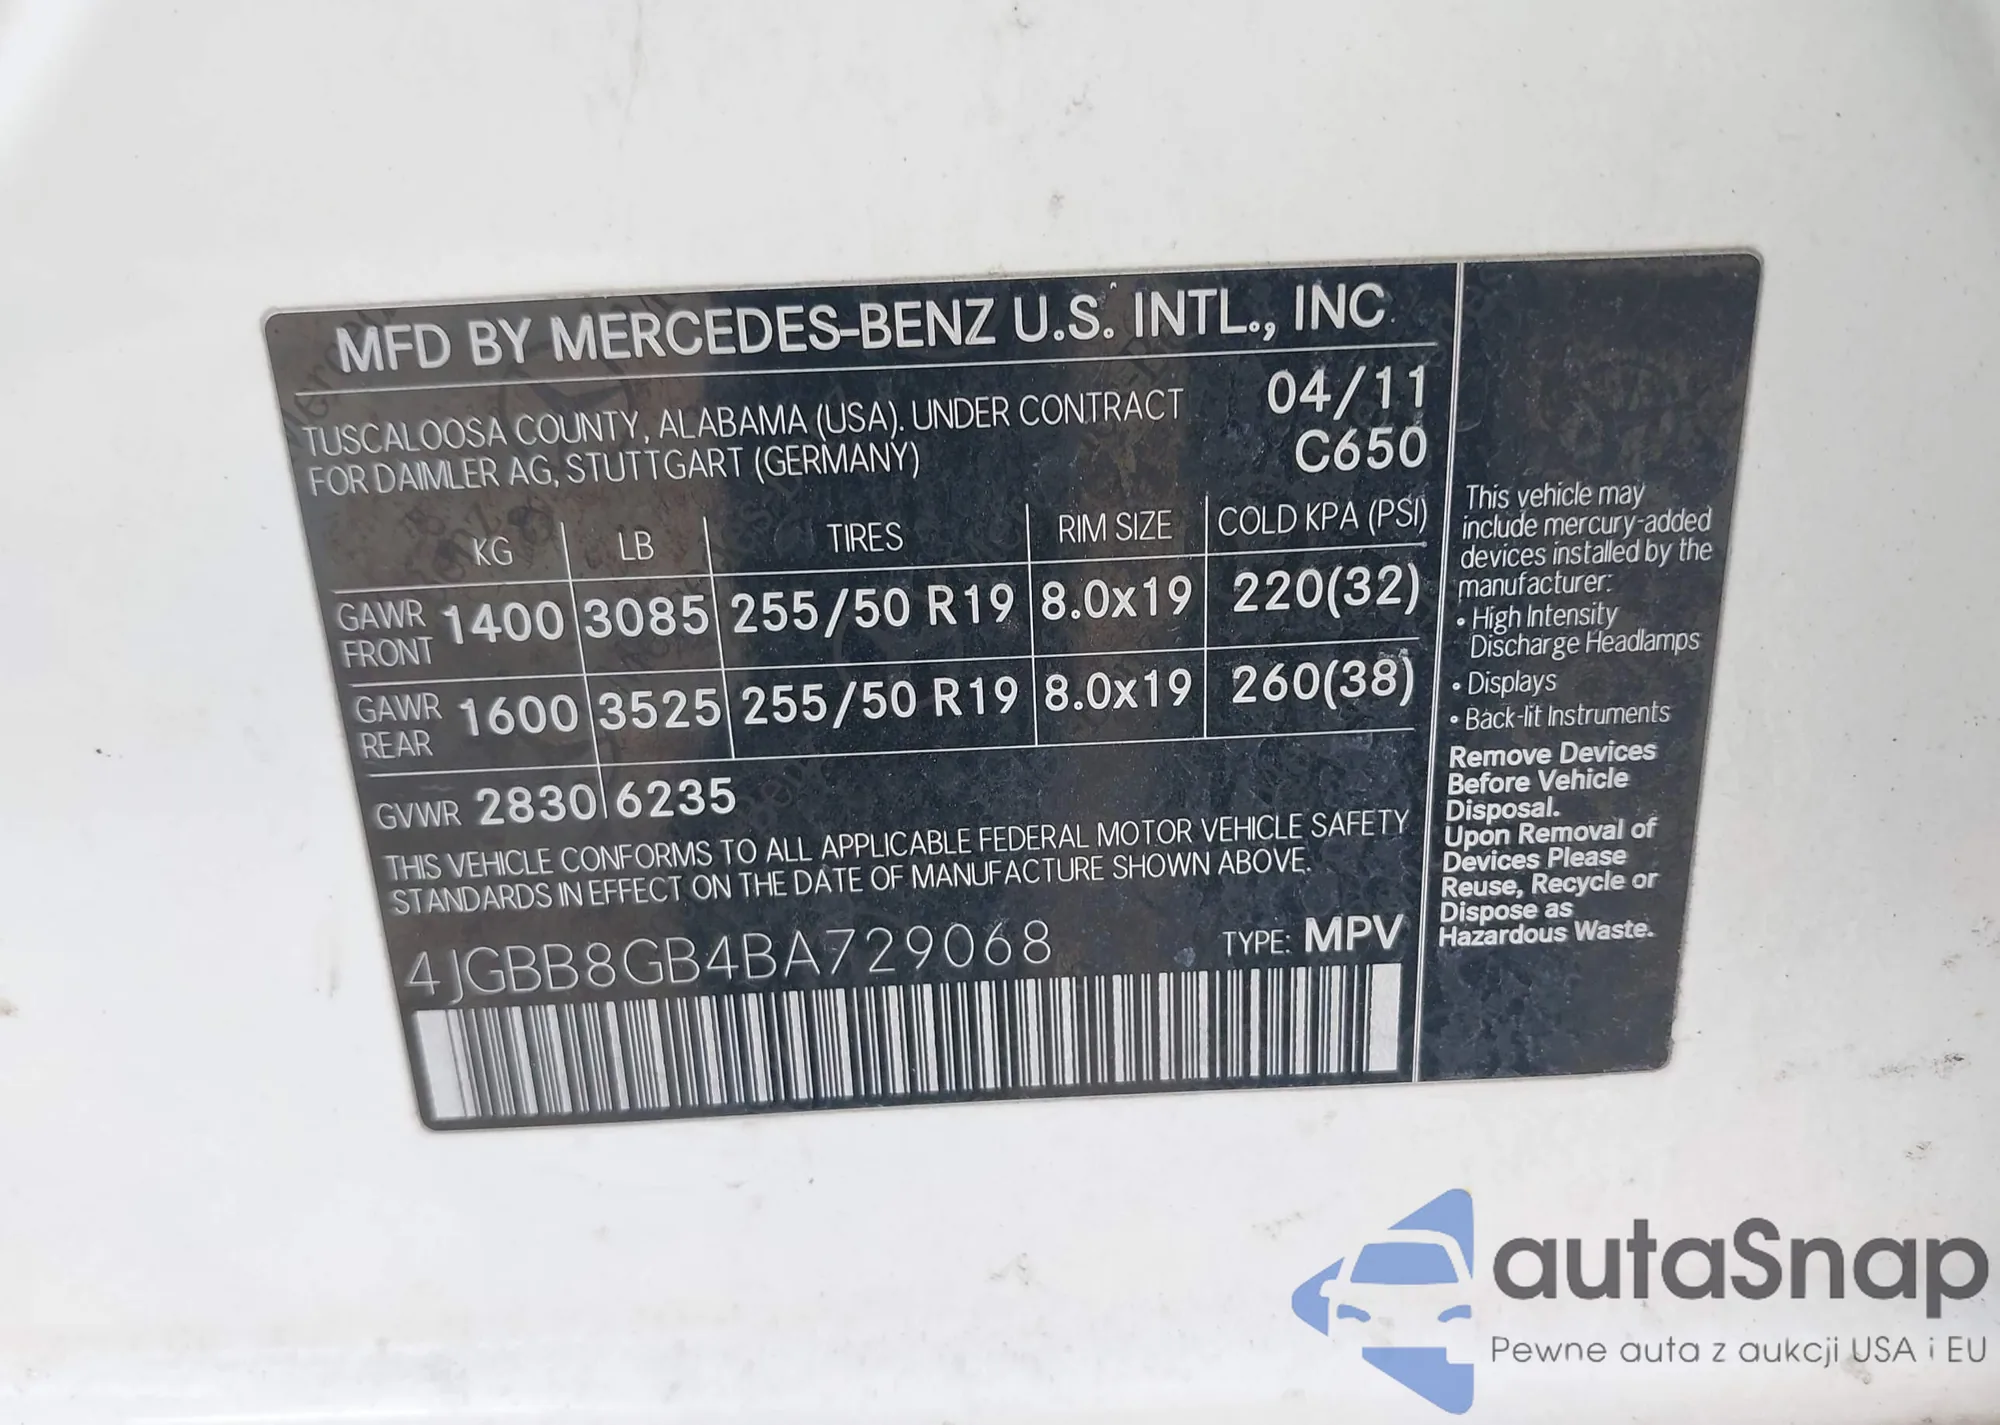 MFD BY MERCEDES-BENZ U.S. INTL., INC.
TUSCALOOSA COUNTY, ALABAMA (USA). UNDER CONTRACT
FOR DAIMLER AG, STUTTGART (GERMANY)
04/11
C650
KG LB TIRES RIM SIZE COLD KPA (PSI)
GAWR FRONT 1400 3085 255/50 R19 8.0x19 220(32)
GAWR REAR 1600 3525 255/50 R19 8.0x19 260(38)
GVWR 2830 6235
THIS VEHICLE CONFORMS TO ALL APPLICABLE FEDERAL MOTOR VEHICLE SAFETY
STANDARDS IN EFFECT ON THE DATE OF MANUFACTURE SHOWN ABOVE.
4JGBB8GB4BA729068 TYPE: MPV
This vehicle may
include mercury-added
devices installed by the
manufacturer:
• High Intensity
Discharge Headlamps
• Displays
• Back-lit Instruments
Remove Devices
Before Vehicle
Disposal.
Upon Removal of
Devices Please
Reuse, Recycle or
Dispose as
Hazardous Waste.
autaSnap
Pewne auta z aukcji USA i EU